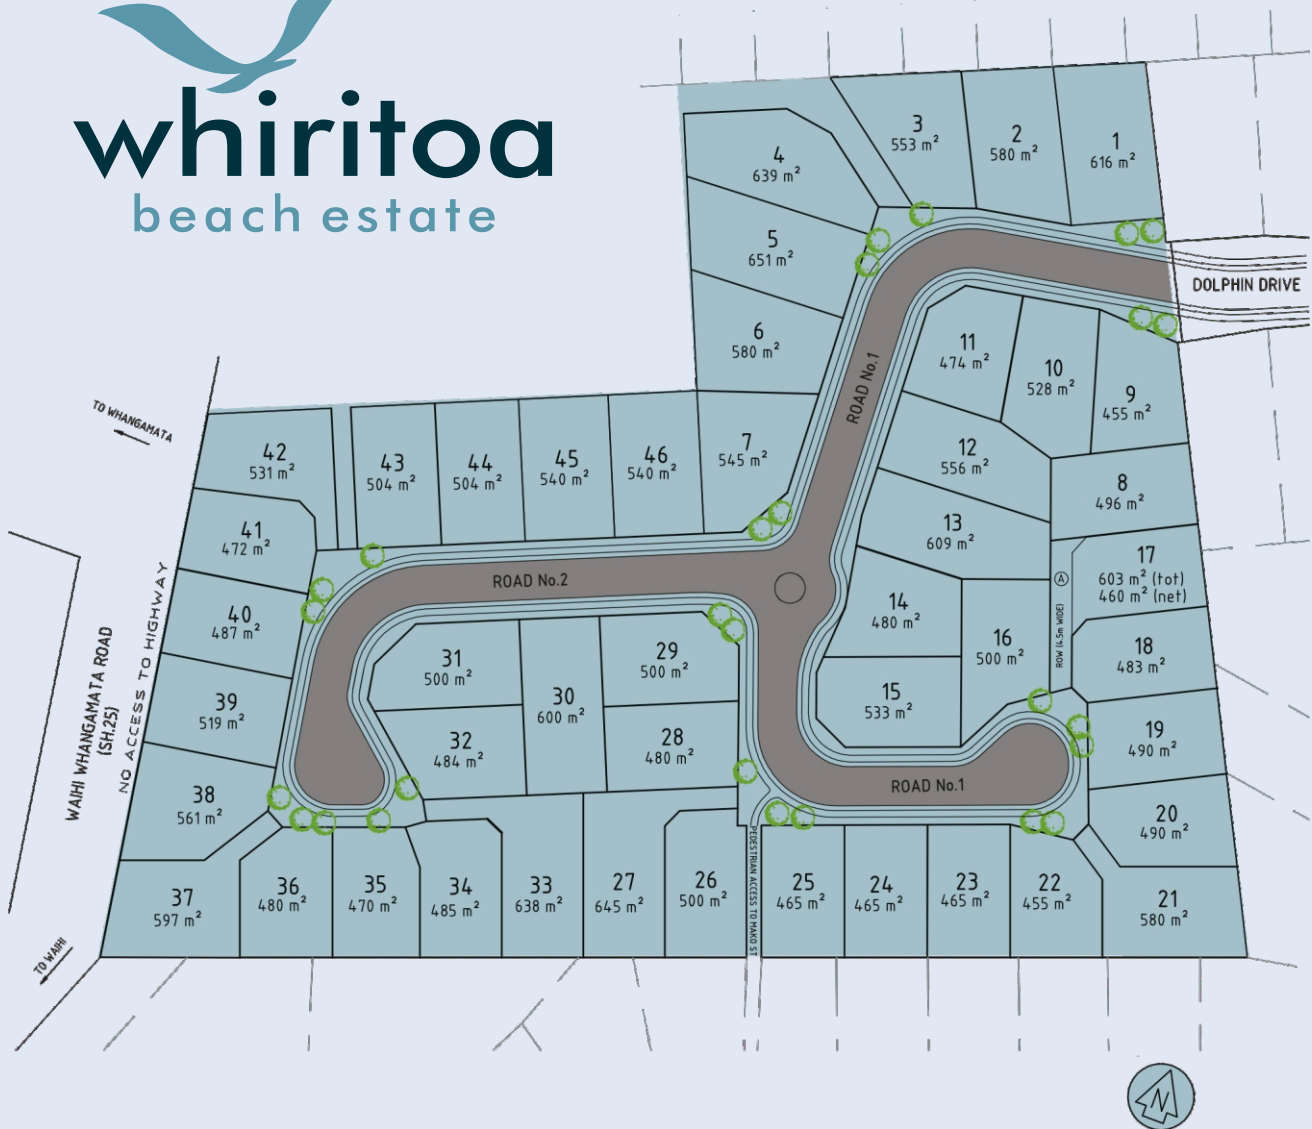 whiritoa
beach estate
1
616 m²
2
580 m²
3
553 m²
4
639 m²
5
651 m²
6
580 m²
DOLPHIN DRIVE
11
474 m²
10
528 m²
9
455 m²
ROAD No.1
TO WHANGAMATA
42
531 m²
43
504 m²
44
504 m²
45
540 m²
46
540 m²
7
545 m²
12
556 m²
8
496 m²
41
472 m²
13
609 m²
17
603 m² (tot)
460 m² (net)
A
ROW (4.5m WIDE)
ROAD No.2
40
487 m²
14
480 m²
16
500 m²
18
483 m²
NO ACCESS TO HIGHWAY
WAIHI WHANGAMATA ROAD
(SH.25)
31
500 m²
30
600 m²
29
500 m²
39
519 m²
15
533 m²
19
490 m²
32
484 m²
28
480 m²
38
561 m²
ROAD No.1
20
490 m²
37
597 m²
36
480 m²
35
470 m²
34
485 m²
33
638 m²
27
645 m²
26
500 m²
PEDESTRIAN ACCESS TO MAKO ST
25
465 m²
24
465 m²
23
465 m²
22
455 m²
21
580 m²
TO WAIHI
N